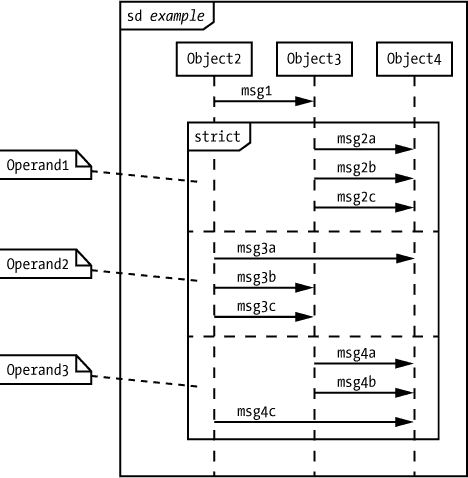 sd example
Object2
Object3
Object4
msg1
strict
msg2a
Operand1
msg2b
msg2c
msg3a
Operand2
msg3b
msg3c
msg4a
Operand3
msg4b
msg4c